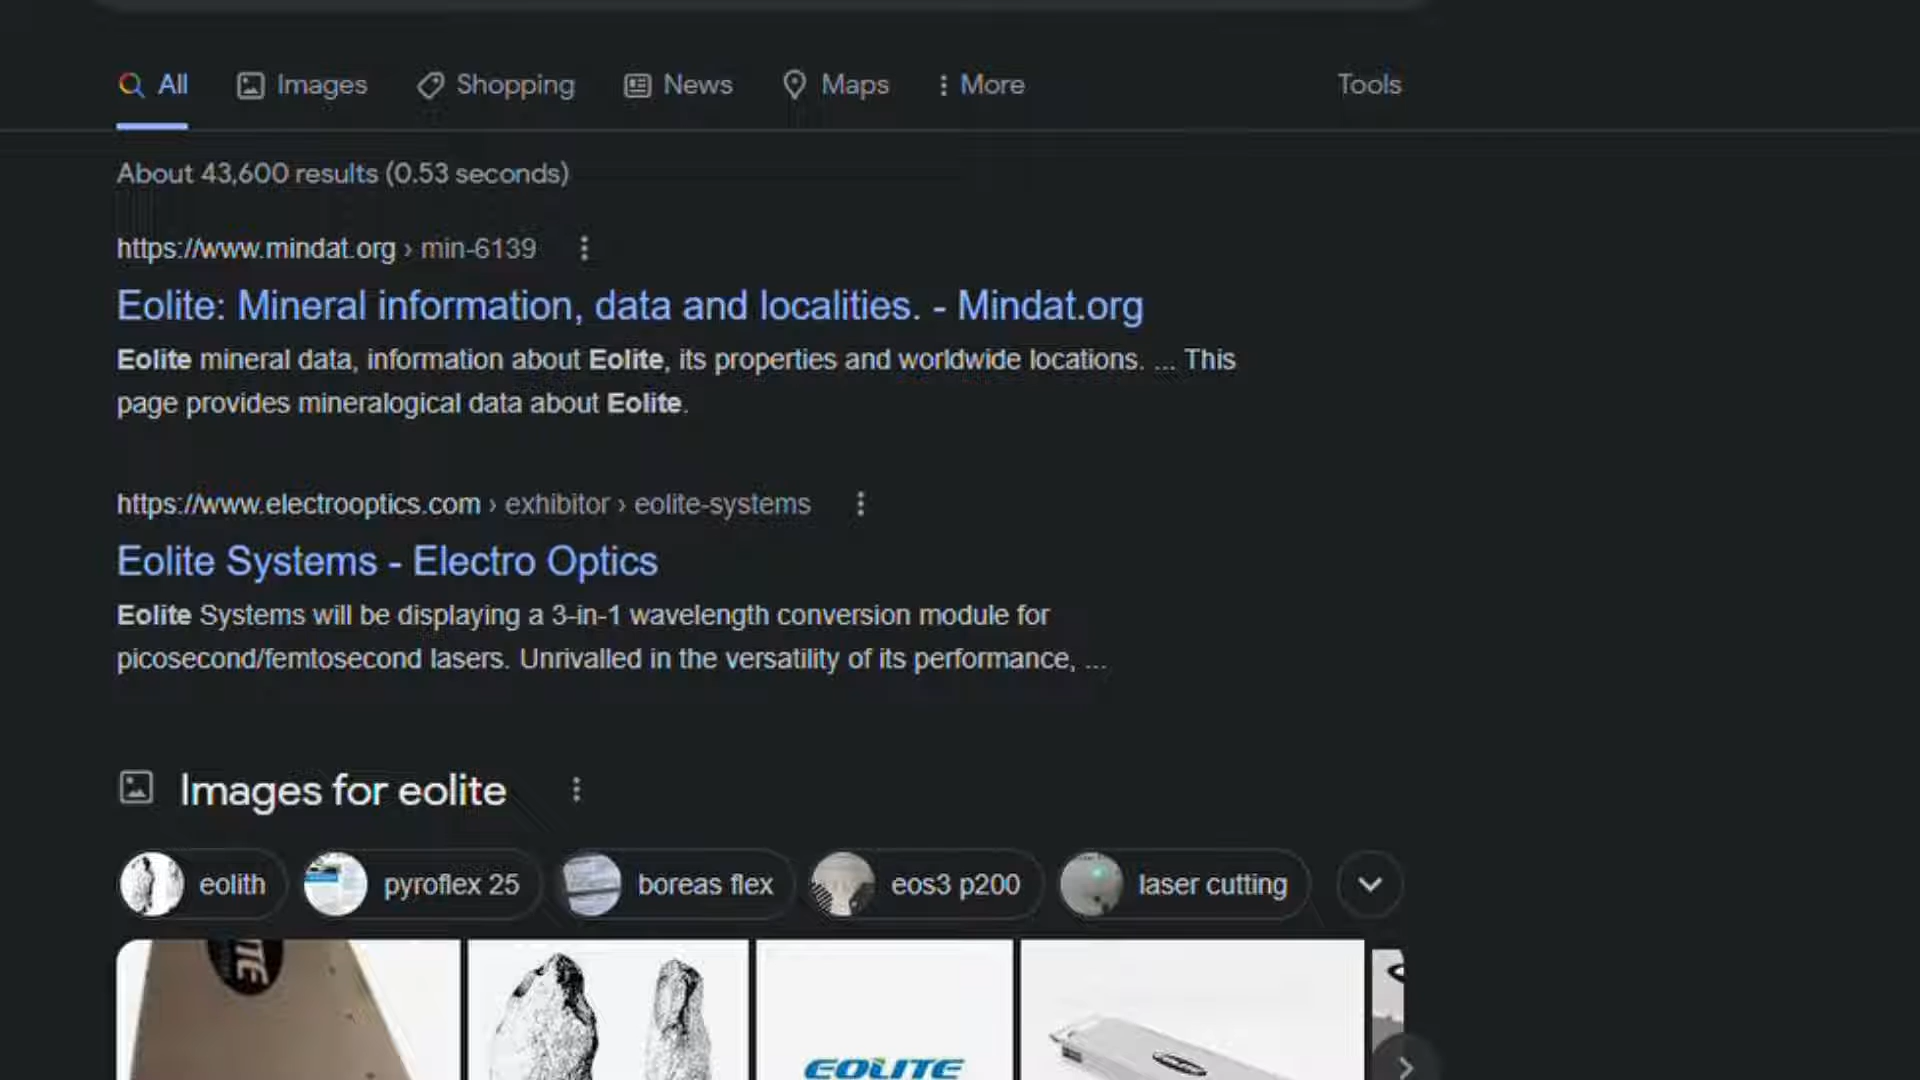 All Images Shopping News Maps More Tools
About 43,600 results (0.53 seconds)
https://www.mindat.org › min-6139
Eolite: Mineral information, data and localities. - Mindat.org
Eolite mineral data, information about Eolite, its properties and worldwide locations. ... This
page provides mineralogical data about Eolite.
https://www.electrooptics.com › exhibitor › eolite-systems
Eolite Systems - Electro Optics
Eolite Systems will be displaying a 3-in-1 wavelength conversion module for
picosecond/femtosecond lasers. Unrivalled in the versatility of its performance, ...
Images for eolite
eolith pyroflex 25 boreas flex eos3 p200 laser cutting
EOLITE